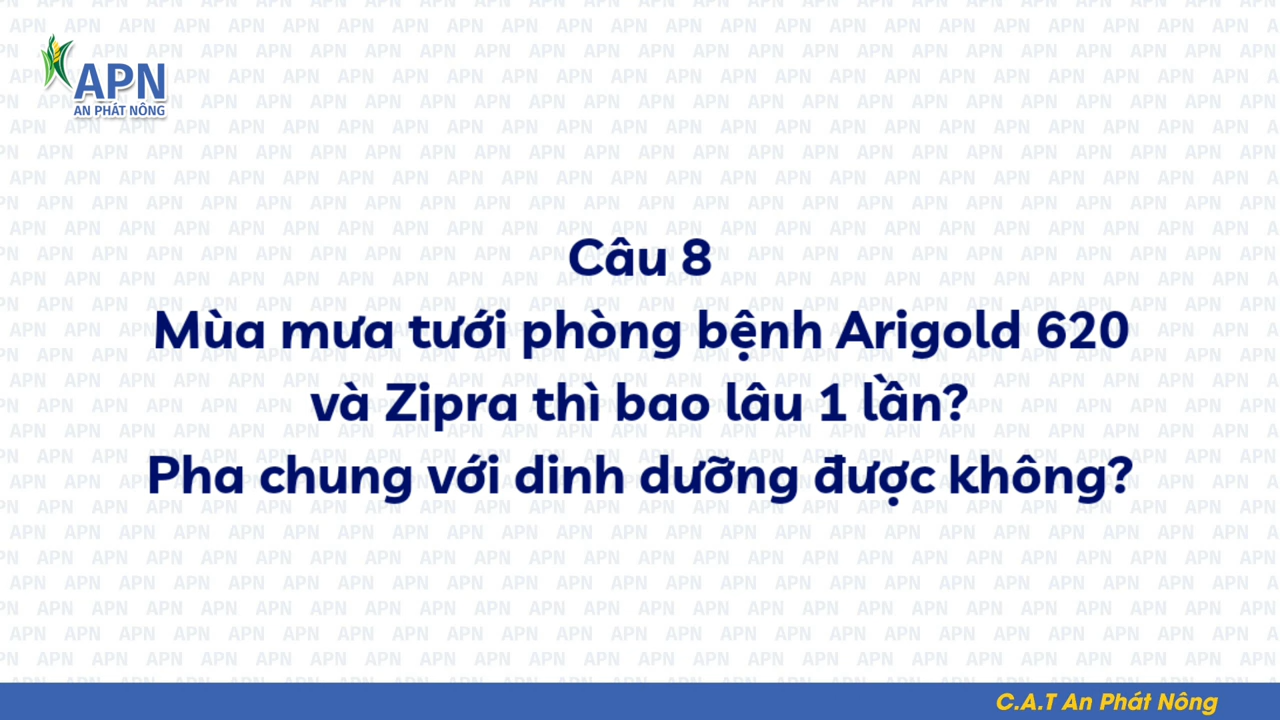 APN
AN PHÁT NÔNG
Câu 8
Mùa mưa tưới phòng bệnh Arigold 620
và Zipra thì bao lâu 1 lần?
Pha chung với dinh dưỡng được không?
C.A.T An Phát Nông